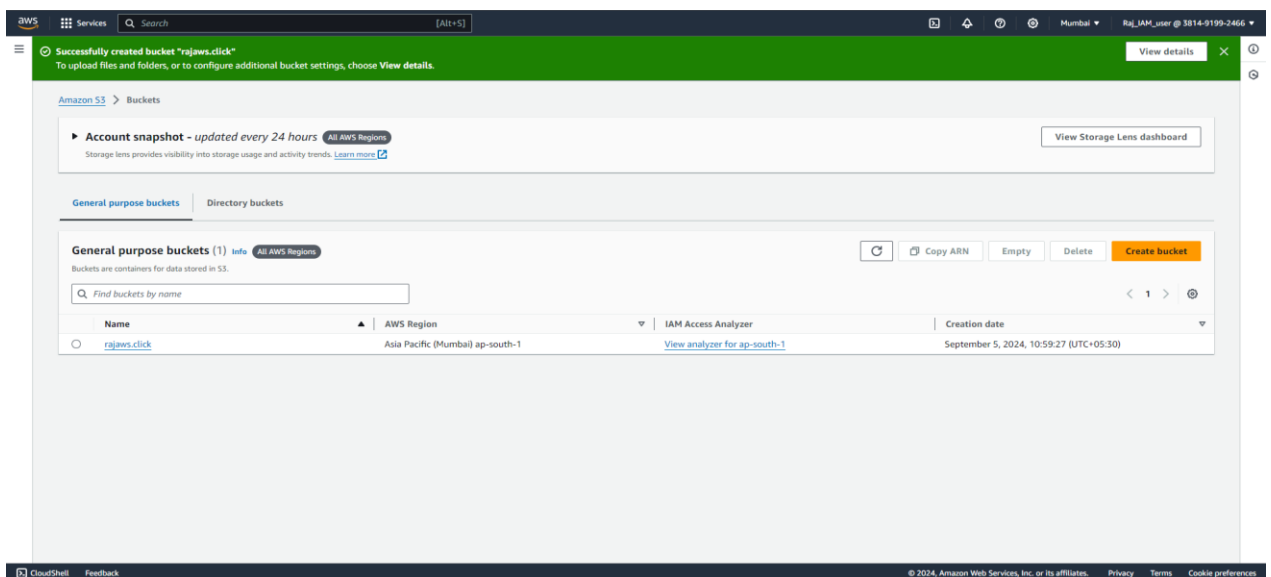 aws Services Search [Alt+S] Mumbai Raj_IAM_user @ 3814-9199-2466
Successfully created bucket "rajaws.click"
To upload files and folders, or to configure additional bucket settings, choose View details.
View details
Amazon S3 > Buckets
Account snapshot - updated every 24 hours All AWS Regions
Storage lens provides visibility into storage usage and activity trends. Learn more
View Storage Lens dashboard
General purpose buckets Directory buckets
General purpose buckets (1) Info All AWS Regions
Buckets are containers for data stored in S3.
Copy ARN Empty Delete Create bucket
Find buckets by name
1
Name AWS Region IAM Access Analyzer Creation date
rajaws.click Asia Pacific (Mumbai) ap-south-1 View analyzer for ap-south-1 September 5, 2024, 10:59:27 (UTC+05:30)
CloudShell Feedback © 2024, Amazon Web Services, Inc. or its affiliates. Privacy Terms Cookie preferences